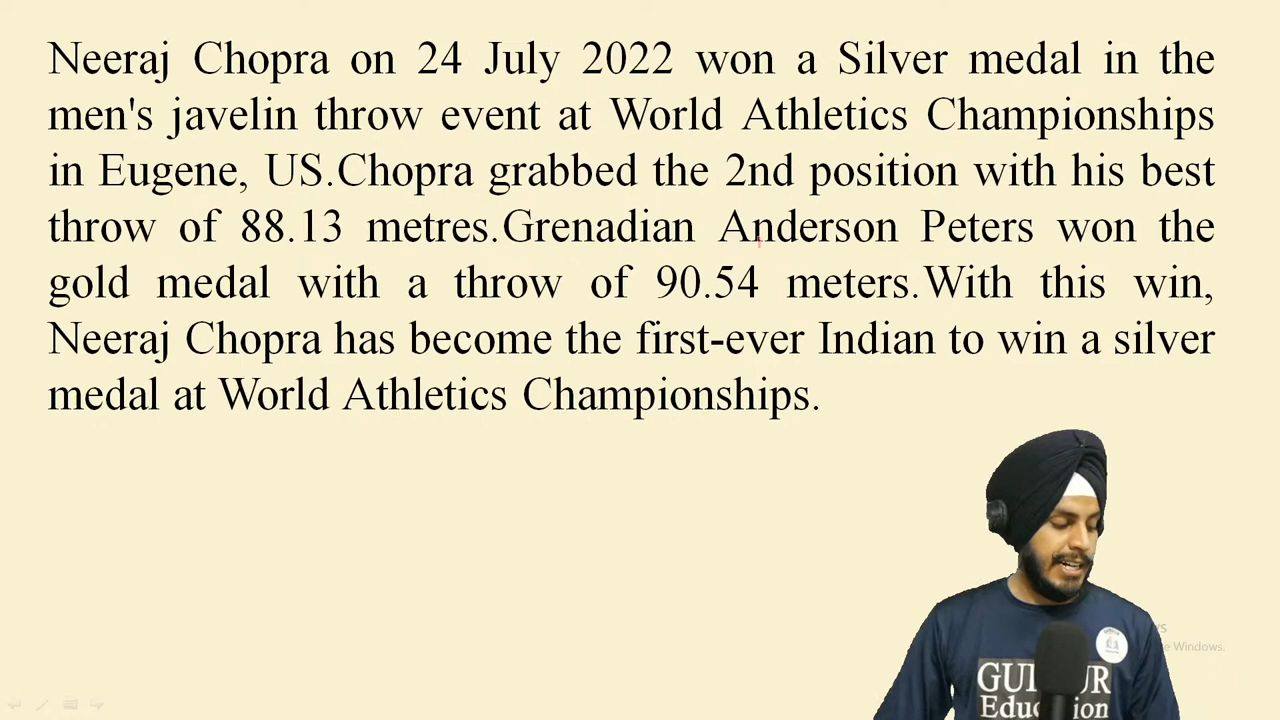 Neeraj Chopra on 24 July 2022 won a Silver medal in the
men's javelin throw event at World Athletics Championships
in Eugene, US.Chopra grabbed the 2nd position with his best
throw of 88.13 metres.Grenadian Anderson Peters won the
gold medal with a throw of 90.54 meters.With this win,
Neeraj Chopra has become the first-ever Indian to win a silver
medal at World Athletics Championships.
Windows.